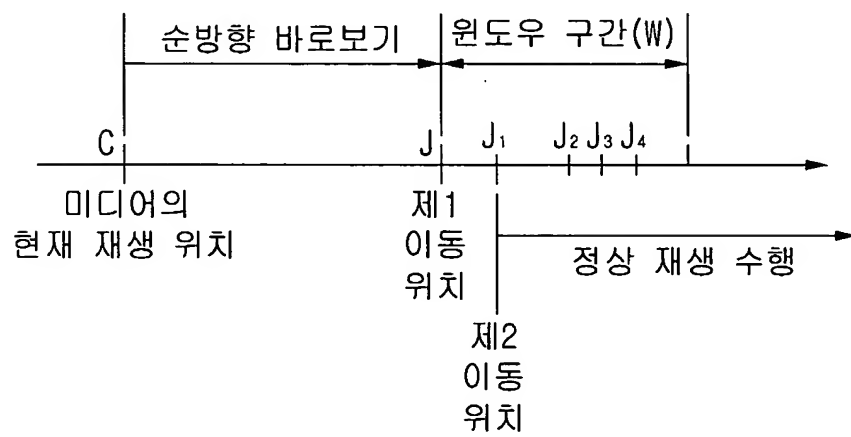 순방향 바로보기
윈도우 구간(W)
C
J
J₁
J₂
J₃
J₄
미디어의
현재 재생 위치
제1
이동
위치
정상 재생 수행
제2
이동
위치